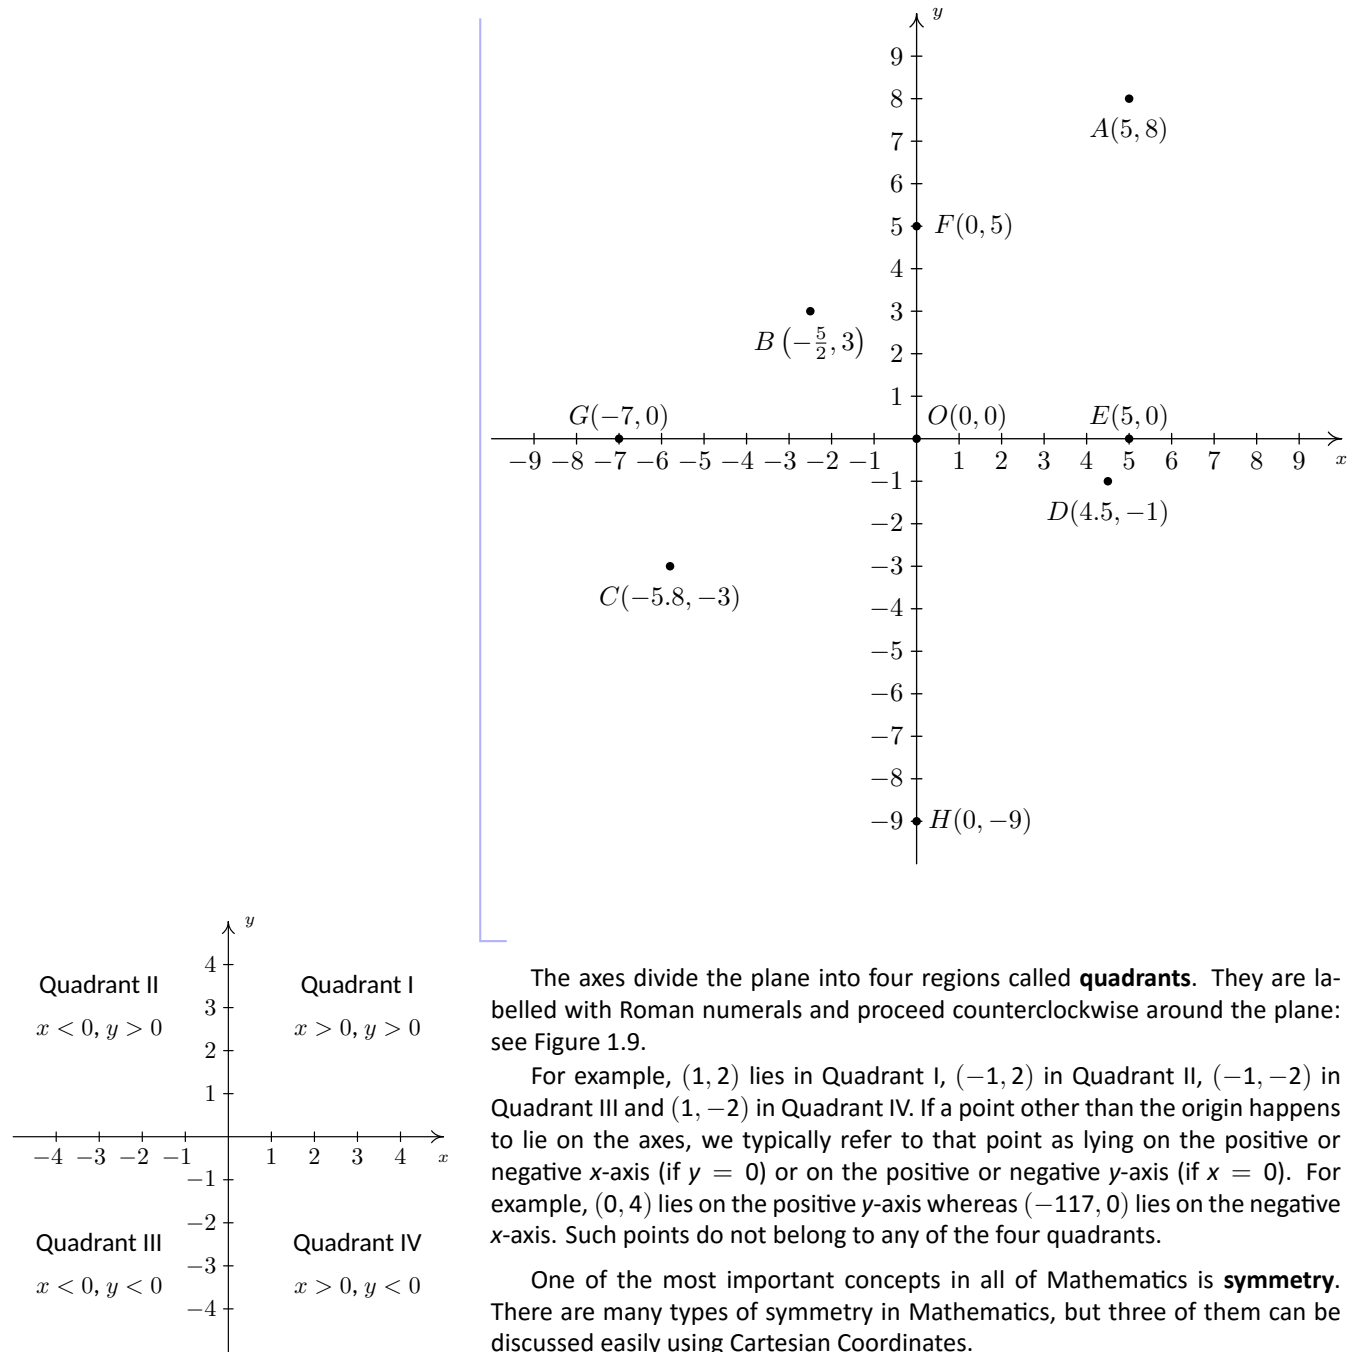 y
9
8
A(5, 8)
7
6
5 F(0, 5)
4
3
B (−5/2, 3)
2
1
G(−7, 0) O(0, 0) E(5, 0)
−9 −8 −7 −6 −5 −4 −3 −2 −1 1 2 3 4 5 6 7 8 9 x
−1
D(4.5, −1)
−2
−3
C(−5.8, −3)
−4
−5
−6
−7
−8
−9 H(0, −9)
y
4
Quadrant II Quadrant I
3
x < 0, y > 0 x > 0, y > 0
2
1
−4 −3 −2 −1 1 2 3 4 x
−1
−2
Quadrant III Quadrant IV
−3
x < 0, y < 0 x > 0, y < 0
−4
The axes divide the plane into four regions called quadrants. They are la-
belled with Roman numerals and proceed counterclockwise around the plane:
see Figure 1.9.
For example, (1, 2) lies in Quadrant I, (−1, 2) in Quadrant II, (−1, −2) in
Quadrant III and (1, −2) in Quadrant IV. If a point other than the origin happens
to lie on the axes, we typically refer to that point as lying on the positive or
negative x-axis (if y = 0) or on the positive or negative y-axis (if x = 0). For
example, (0, 4) lies on the positive y-axis whereas (−117, 0) lies on the negative
x-axis. Such points do not belong to any of the four quadrants.
One of the most important concepts in all of Mathematics is symmetry.
There are many types of symmetry in Mathematics, but three of them can be
discussed easily using Cartesian Coordinates.